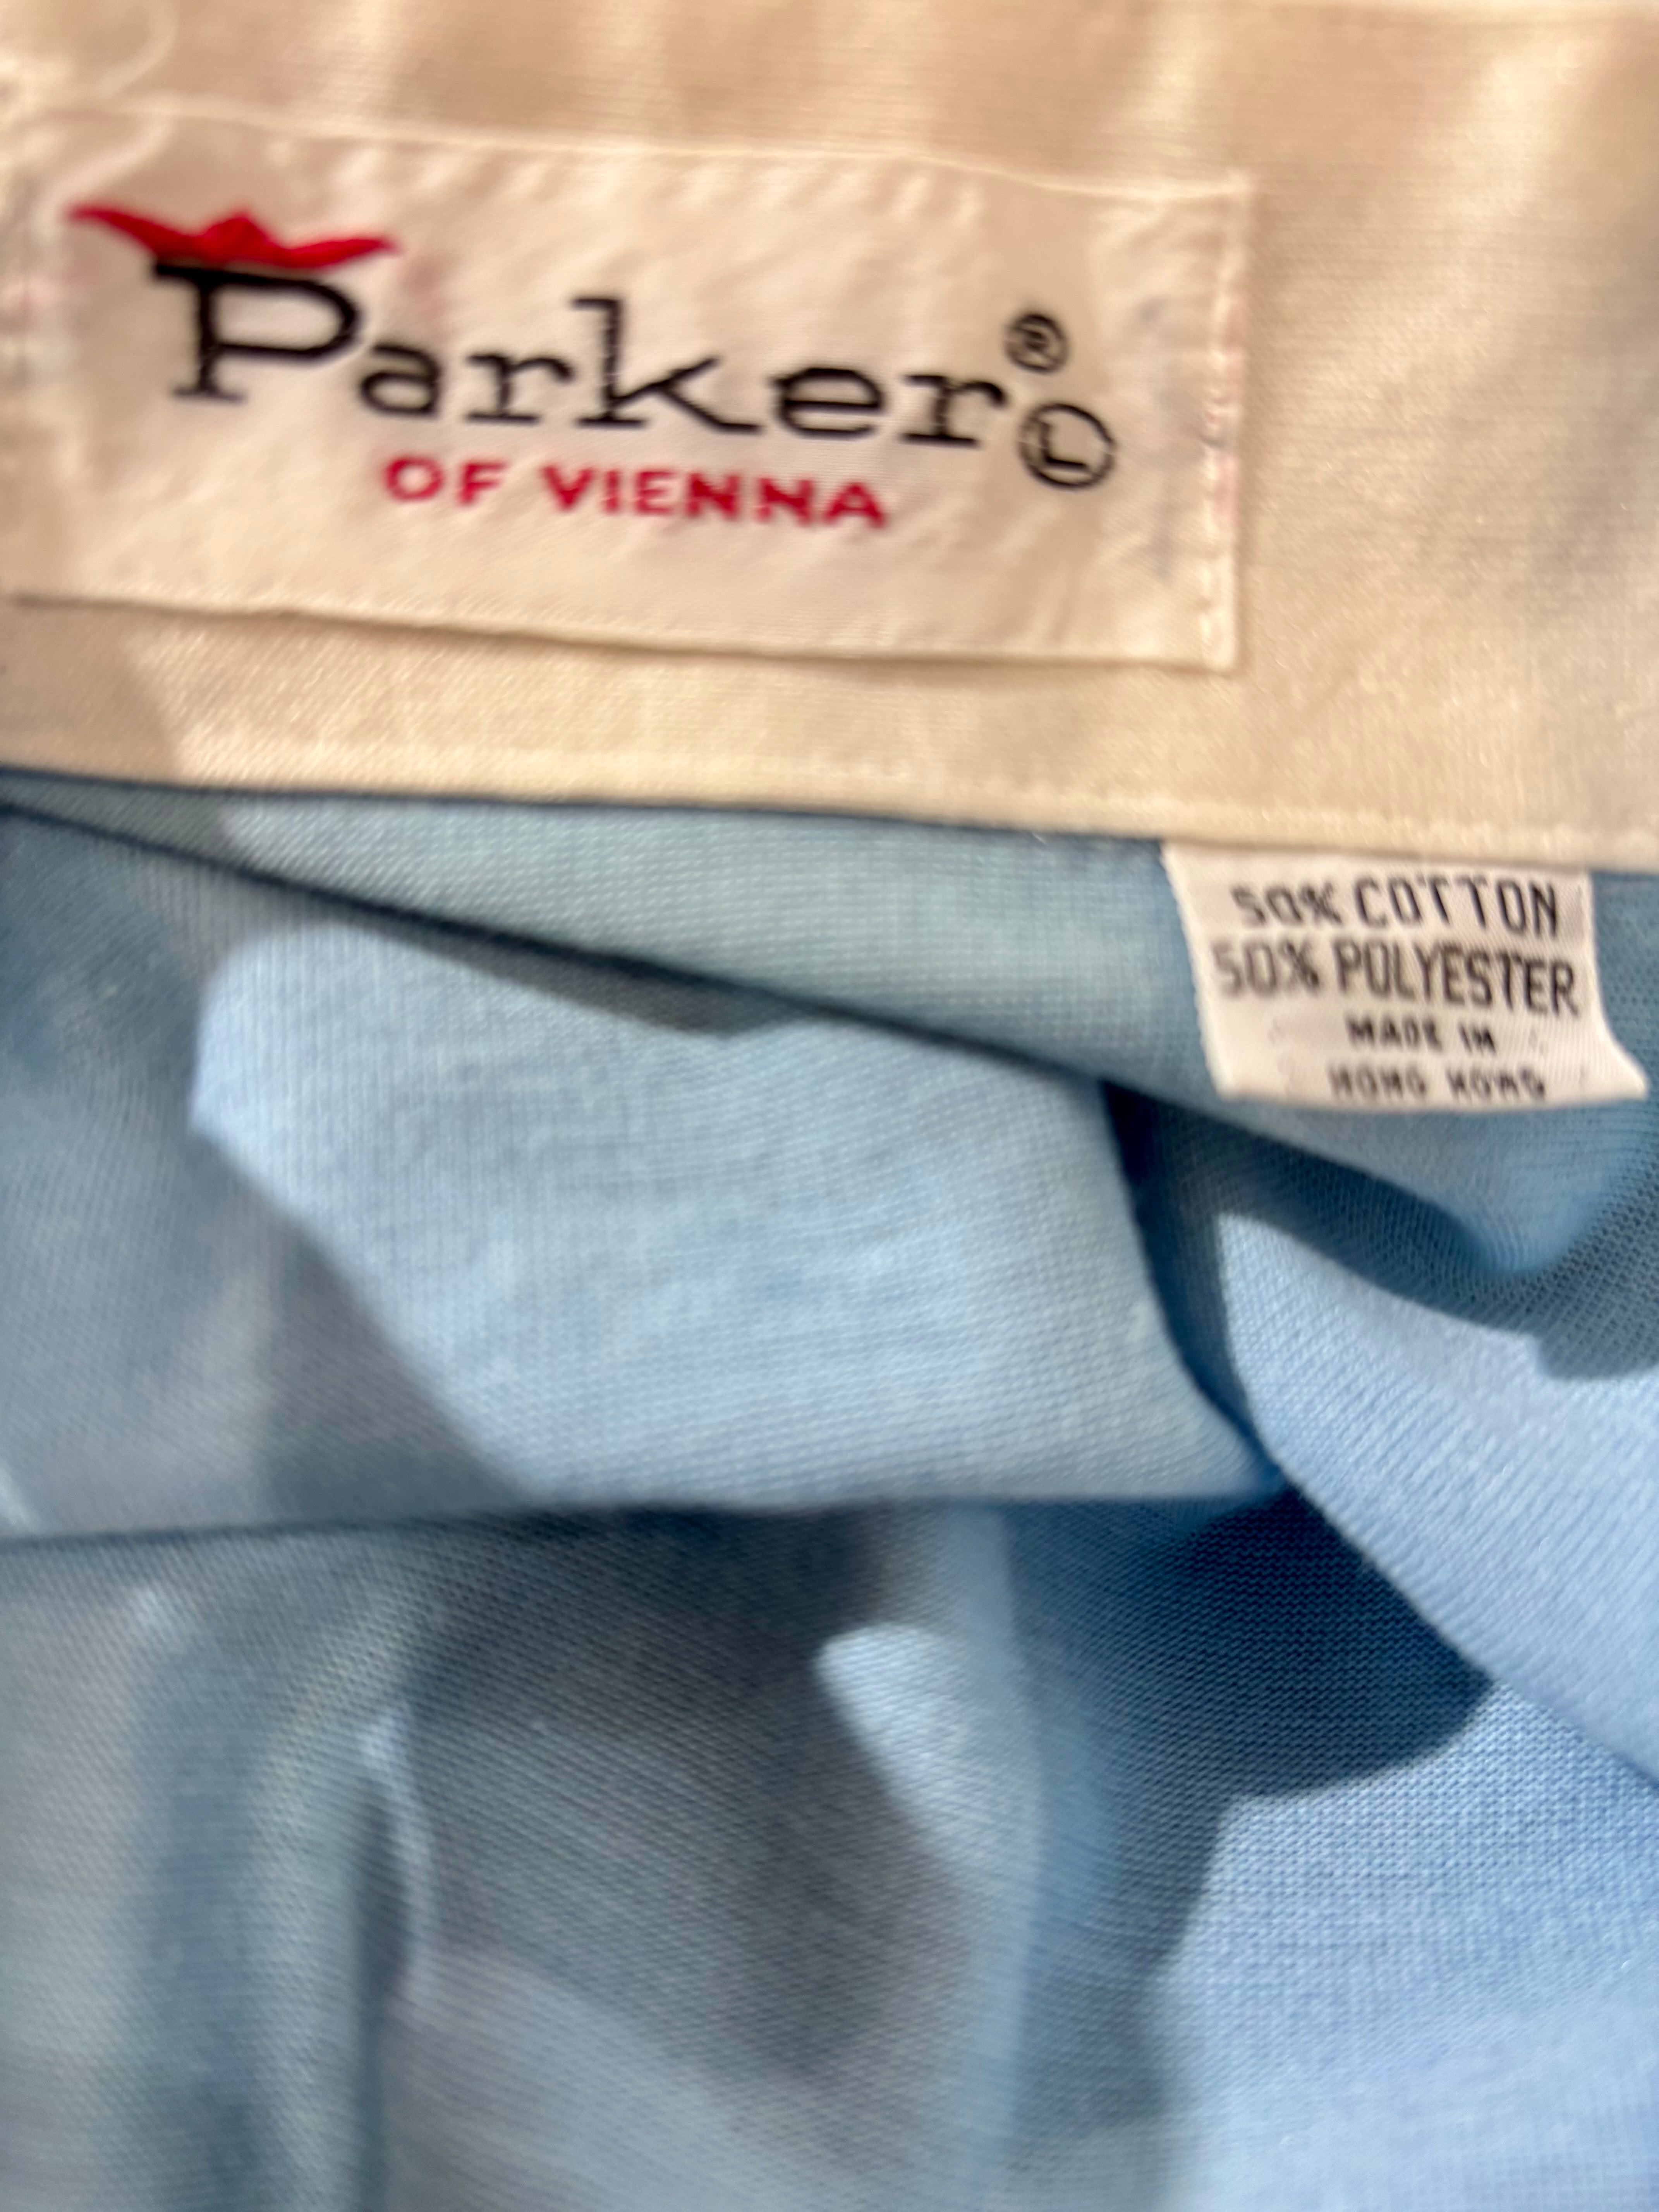 Parker® Ⓛ
OF VIENNA
50% COTTON
50% POLYESTER
MADE IN
HONG KONG